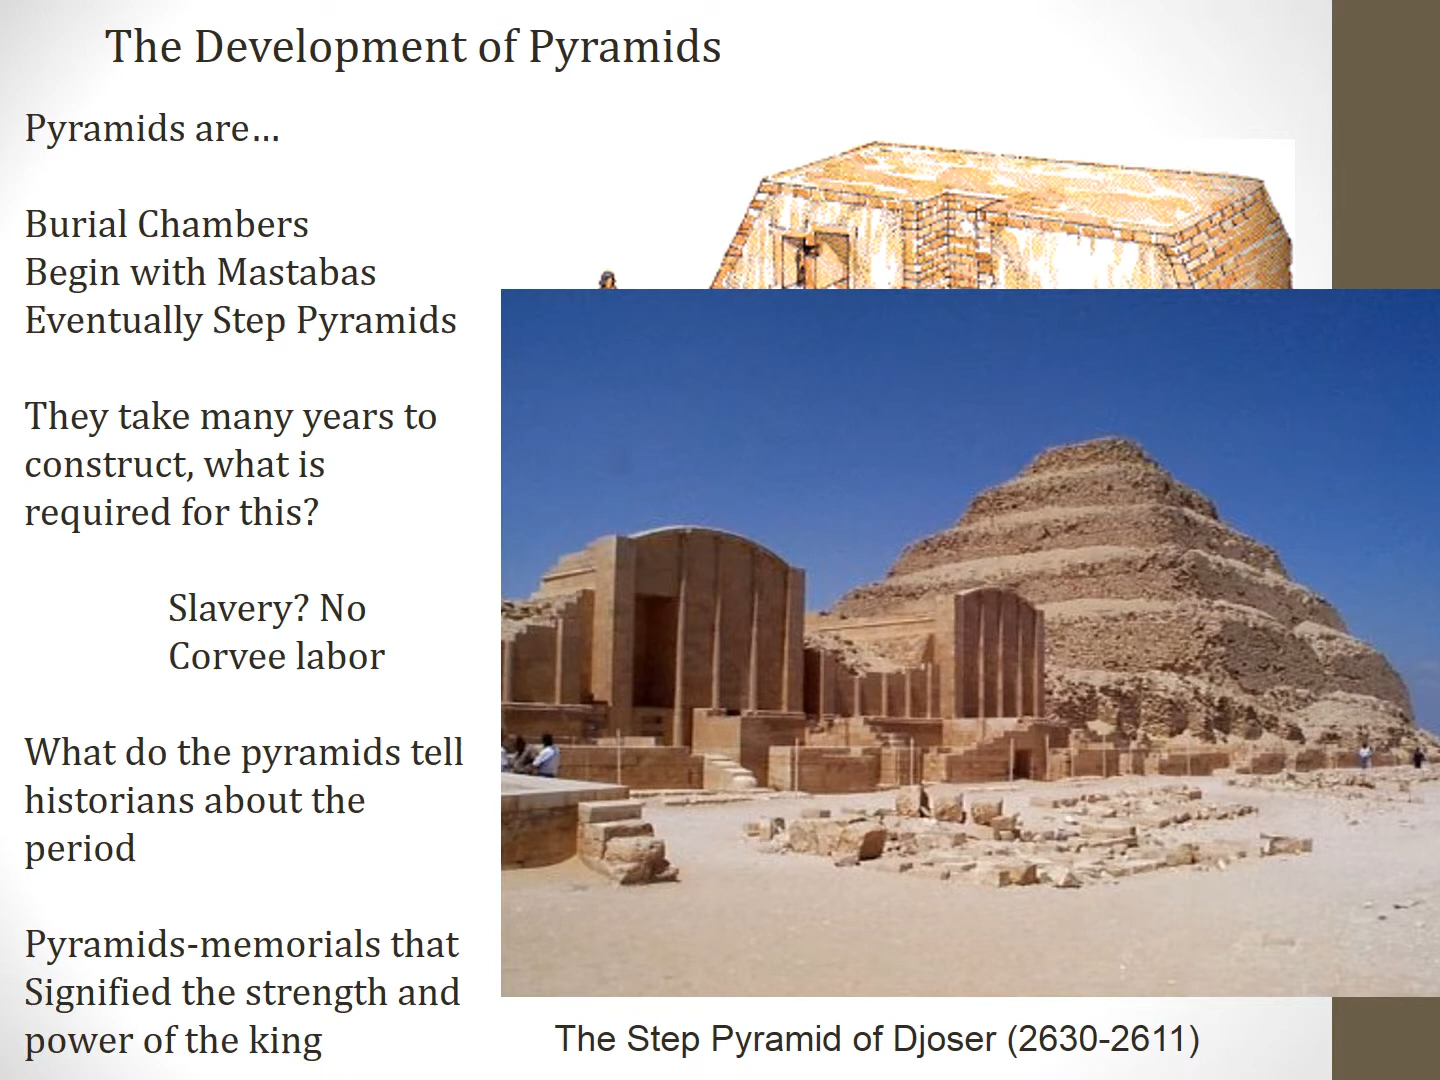 The Development of Pyramids
Pyramids are…
Burial Chambers
Begin with Mastabas
Eventually Step Pyramids
They take many years to
construct, what is
required for this?
Slavery? No
Corvee labor
What do the pyramids tell
historians about the
period
Pyramids-memorials that
Signified the strength and
power of the king
The Step Pyramid of Djoser (2630-2611)